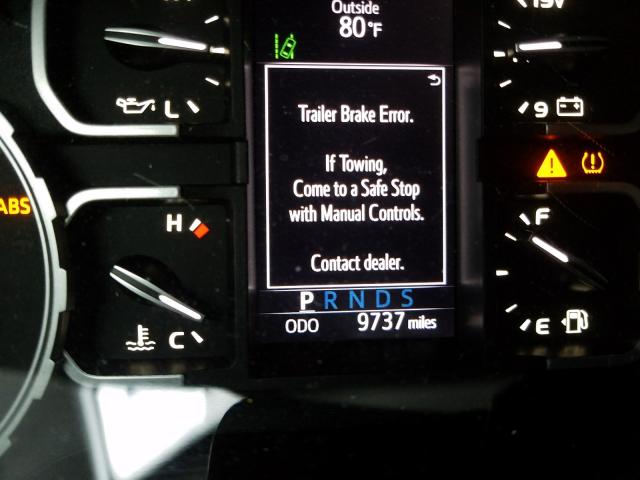 Outside
80°F
L
19V
9
Trailer Brake Error.
If Towing,
Come to a Safe Stop
with Manual Controls.
Contact dealer.
ABS
H
C
F
E
P R N D S
ODO 9737 miles